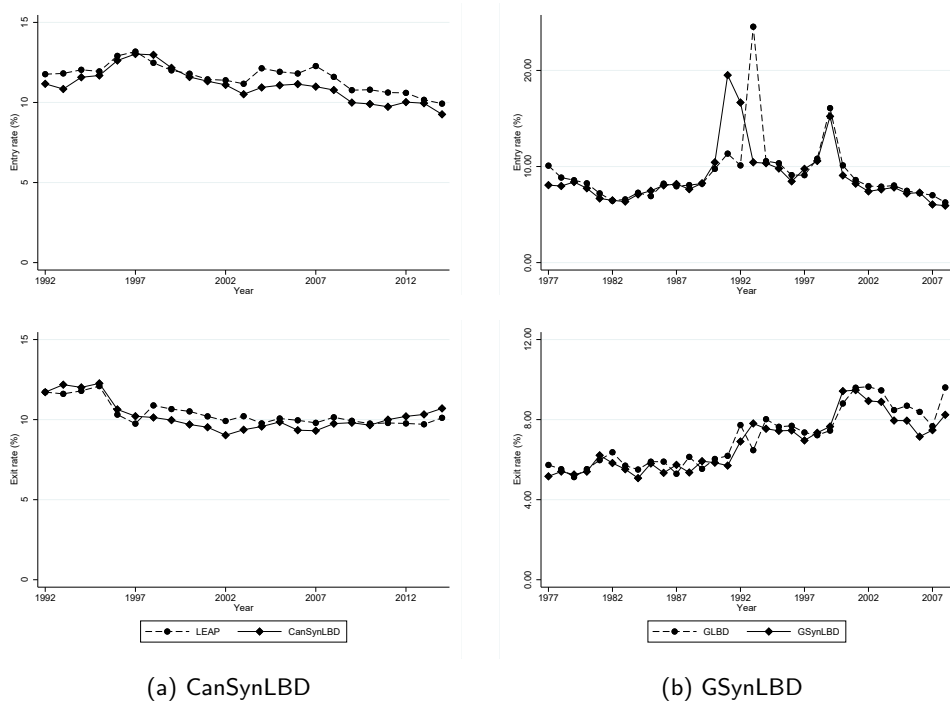 15
10
5
0
Entry rate (%)
1992 1997 2002 2007 2012
Year
20.00
10.00
0.00
Entry rate (%)
1977 1982 1987 1992 1997 2002 2007
Year
15
10
5
0
Exit rate (%)
1992 1997 2002 2007 2012
Year
LEAP CanSynLBD
12.00
8.00
4.00
0.00
Exit rate (%)
1977 1982 1987 1992 1997 2002 2007
Year
GLBD GSynLBD
(a) CanSynLBD
(b) GSynLBD